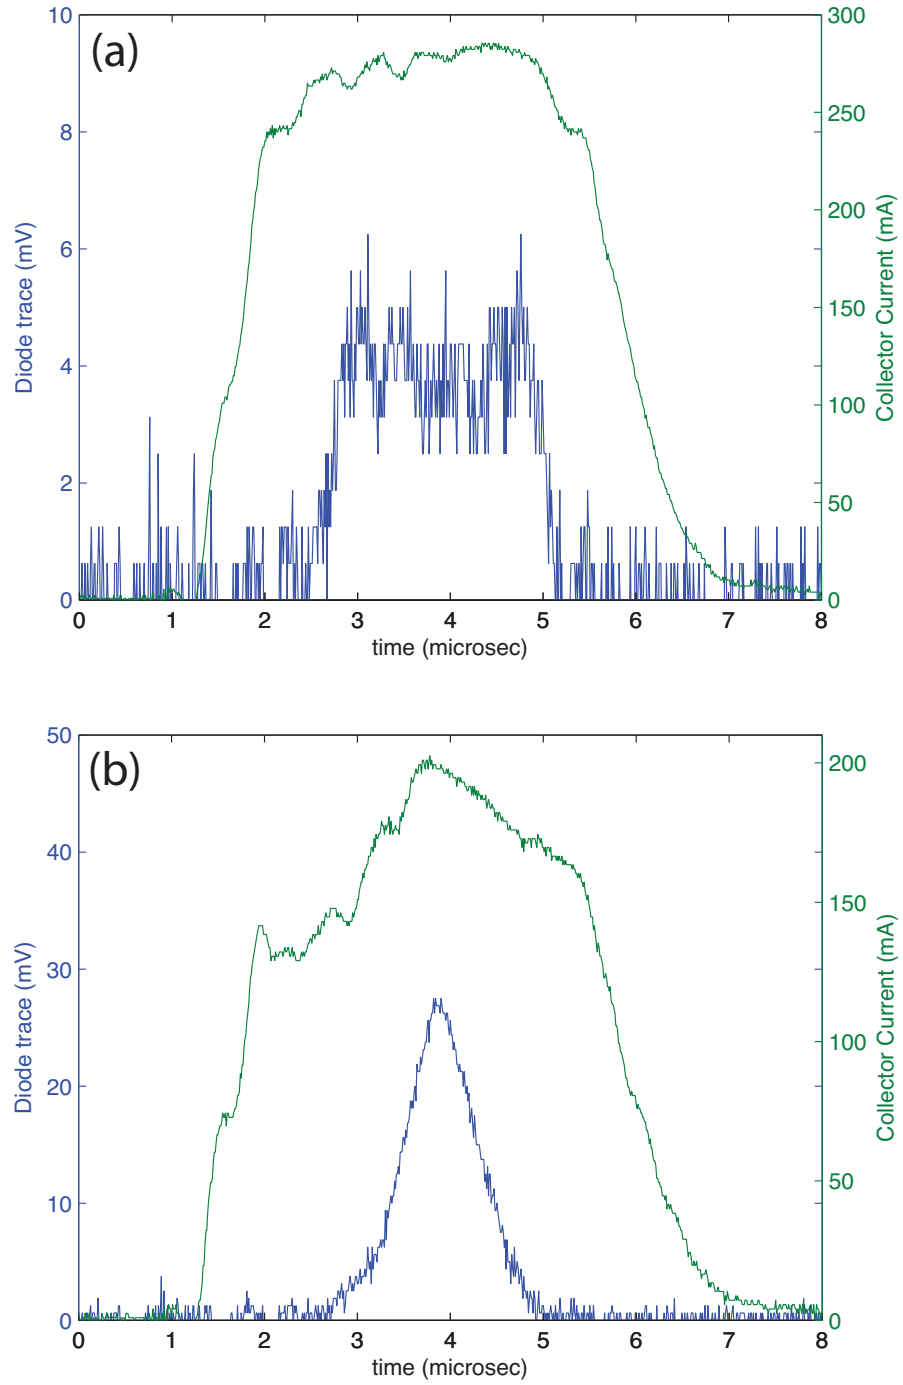 (a)
10
8
6
4
2
0
Diode trace (mV)
300
250
200
150
100
50
0
Collector Current (mA)
0 1 2 3 4 5 6 7 8
time (microsec)
(b)
50
40
30
20
10
0
Diode trace (mV)
200
150
100
50
0
Collector Current (mA)
0 1 2 3 4 5 6 7 8
time (microsec)